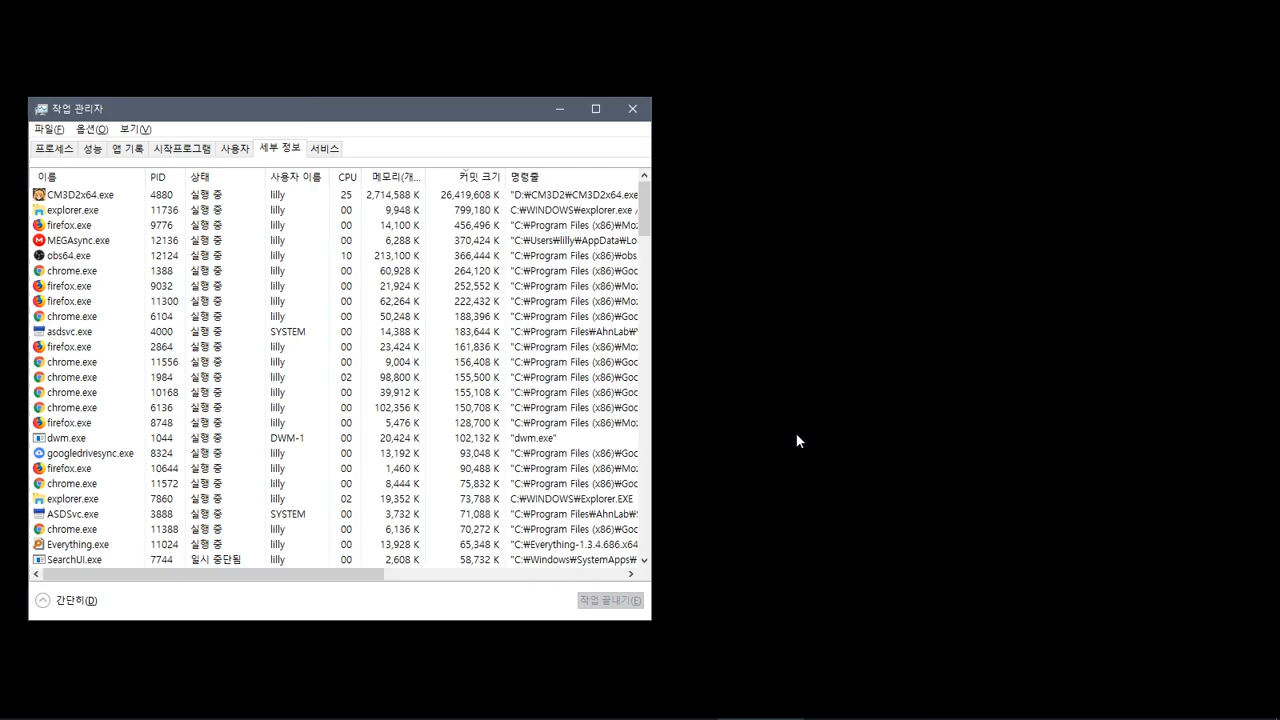 작업 관리자
파일(F) 옵션(O) 보기(V)
프로세스 성능 앱 기록 시작프로그램 사용자 세부 정보 서비스
이름 PID 상태 사용자 이름 CPU 메모리(개... 커밋 크기 명령줄
CM3D2x64.exe 4880 실행 중 lilly 25 2,714,588 K 26,419,608 K "D:₩CM3D2₩CM3D2x64.exe
explorer.exe 11736 실행 중 lilly 00 9,948 K 799,180 K C:₩WINDOWS₩explorer.exe /
firefox.exe 9776 실행 중 lilly 00 14,100 K 456,496 K "C:₩Program Files (x86)₩Moz
MEGAsync.exe 12136 실행 중 lilly 00 6,288 K 370,424 K "C:₩Users₩lilly₩AppData₩Lo
obs64.exe 12124 실행 중 lilly 10 213,100 K 366,444 K "C:₩Program Files (x86)₩obs
chrome.exe 1388 실행 중 lilly 00 60,928 K 264,120 K "C:₩Program Files (x86)₩Goo
firefox.exe 9032 실행 중 lilly 00 21,924 K 252,552 K "C:₩Program Files (x86)₩Moz
firefox.exe 11300 실행 중 lilly 00 62,264 K 222,432 K "C:₩Program Files (x86)₩Moz
chrome.exe 6104 실행 중 lilly 00 50,248 K 188,396 K "C:₩Program Files (x86)₩Goo
asdsvc.exe 4000 실행 중 SYSTEM 00 14,388 K 183,644 K "C:₩Program Files₩AhnLab₩
firefox.exe 2864 실행 중 lilly 00 23,424 K 161,836 K "C:₩Program Files (x86)₩Moz
chrome.exe 11556 실행 중 lilly 00 9,004 K 156,408 K "C:₩Program Files (x86)₩Goo
chrome.exe 1984 실행 중 lilly 02 98,800 K 155,500 K "C:₩Program Files (x86)₩Goo
chrome.exe 10168 실행 중 lilly 00 39,912 K 155,108 K "C:₩Program Files (x86)₩Goo
chrome.exe 6136 실행 중 lilly 00 102,356 K 150,708 K "C:₩Program Files (x86)₩Goo
firefox.exe 8748 실행 중 lilly 00 5,476 K 128,700 K "C:₩Program Files (x86)₩Moz
dwm.exe 1044 실행 중 DWM-1 00 20,424 K 102,132 K "dwm.exe"
googledrivesync.exe 8324 실행 중 lilly 00 13,192 K 93,048 K "C:₩Program Files (x86)₩Goo
firefox.exe 10644 실행 중 lilly 00 1,460 K 90,488 K "C:₩Program Files (x86)₩Moz
chrome.exe 11572 실행 중 lilly 00 8,444 K 75,832 K "C:₩Program Files (x86)₩Goo
explorer.exe 7860 실행 중 lilly 02 19,352 K 73,788 K C:₩WINDOWS₩Explorer.EXE
ASDSvc.exe 3888 실행 중 SYSTEM 00 3,732 K 71,088 K "C:₩Program Files₩AhnLab₩
chrome.exe 11388 실행 중 lilly 00 6,136 K 70,272 K "C:₩Program Files (x86)₩Goo
Everything.exe 11024 실행 중 lilly 00 13,928 K 65,348 K "C:₩Everything-1.3.4.686.x64
SearchUI.exe 7744 일시 중단됨 lilly 00 2,608 K 58,732 K "C:₩Windows₩SystemApps₩
간단히(D) 작업 끝내기(E)